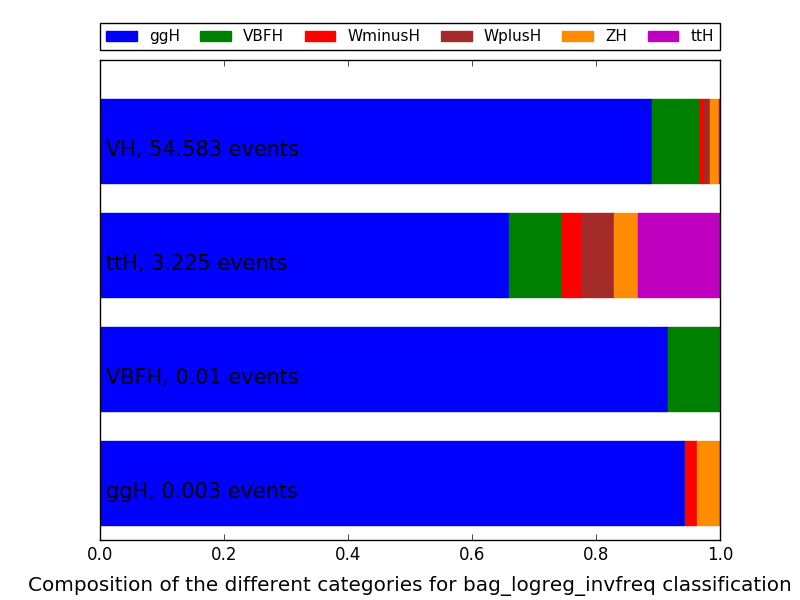 ggH VBFH WminusH WplusH ZH ttH
VH, 54.583 events
ttH, 3.225 events
VBFH, 0.01 events
ggH, 0.003 events
0.0 0.2 0.4 0.6 0.8 1.0
Composition of the different categories for bag_logreg_invfreq classification